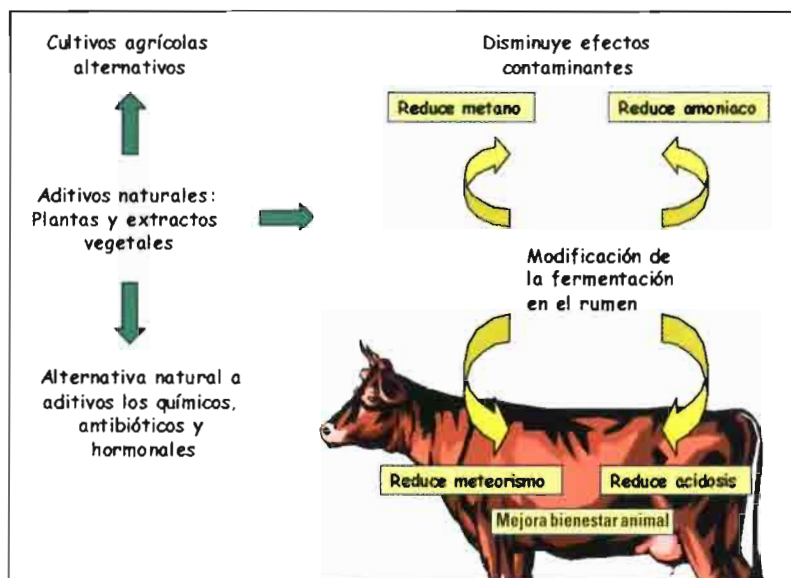 Cultivos agrícolas
alternativos
Aditivos naturales:
Plantas y extractos
vegetales
Alternativa natural a
aditivos los químicos,
antibióticos y
hormonales
Disminuye efectos
contaminantes
Reduce metano
Reduce amoniaco
Modificación de
la fermentación
en el rumen
Reduce meteorismo
Reduce acidosis
Mejora bienestar animal